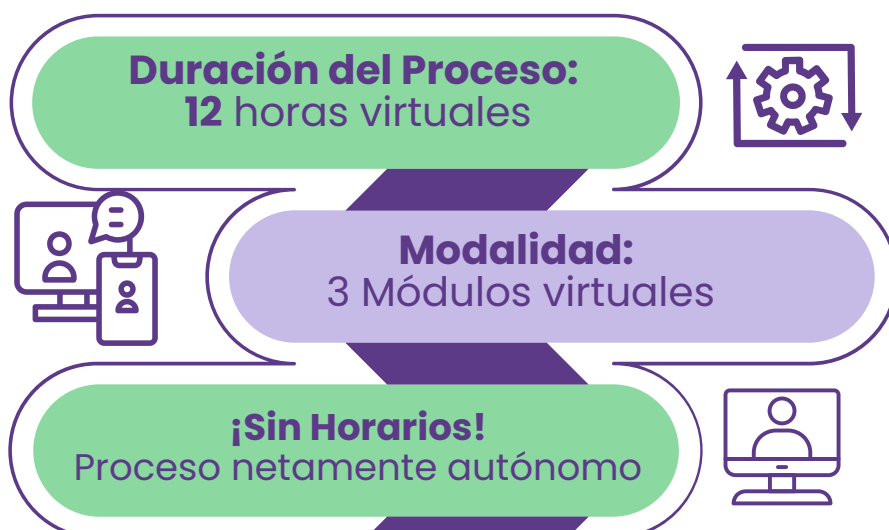 Duración del Proceso:
12 horas virtuales
Modalidad:
3 Módulos virtuales
¡Sin Horarios!
Proceso netamente autónomo